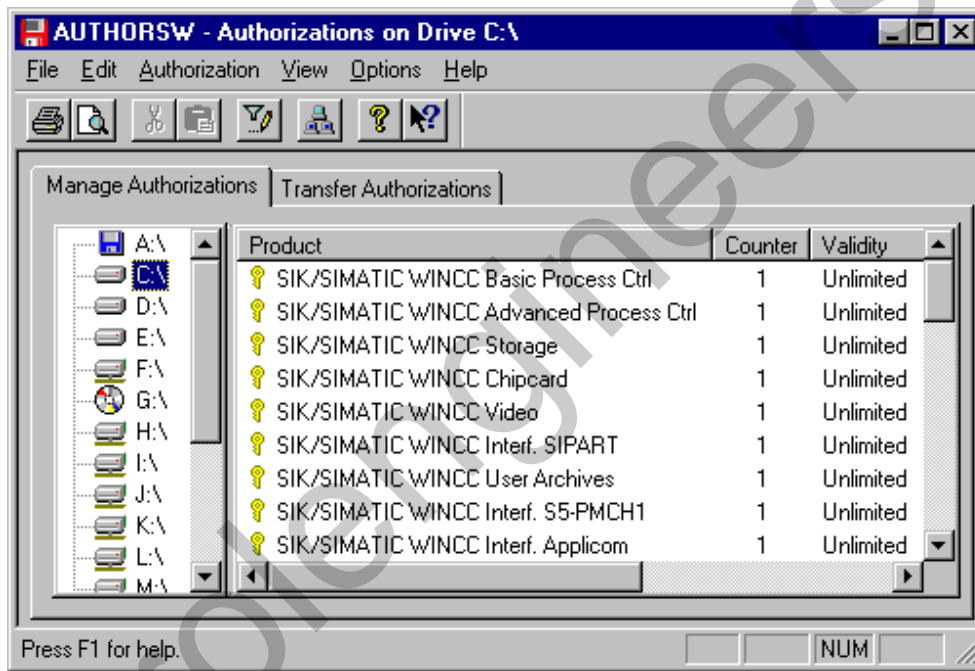 AUTHORSW - Authorizations on Drive C:\
File Edit Authorization View Options Help
Manage Authorizations Transfer Authorizations
A:\
C:\
D:\
E:\
F:\
G:\
H:\
I:\
J:\
K:\
L:\
M:\
Product Counter Validity
SIK/SIMATIC WINCC Basic Process Ctrl 1 Unlimited
SIK/SIMATIC WINCC Advanced Process Ctrl 1 Unlimited
SIK/SIMATIC WINCC Storage 1 Unlimited
SIK/SIMATIC WINCC Chipcard 1 Unlimited
SIK/SIMATIC WINCC Video 1 Unlimited
SIK/SIMATIC WINCC Interf. SIPART 1 Unlimited
SIK/SIMATIC WINCC User Archives 1 Unlimited
SIK/SIMATIC WINCC Interf. S5-PMCH1 1 Unlimited
SIK/SIMATIC WINCC Interf. Applicom 1 Unlimited
Press F1 for help. NUM